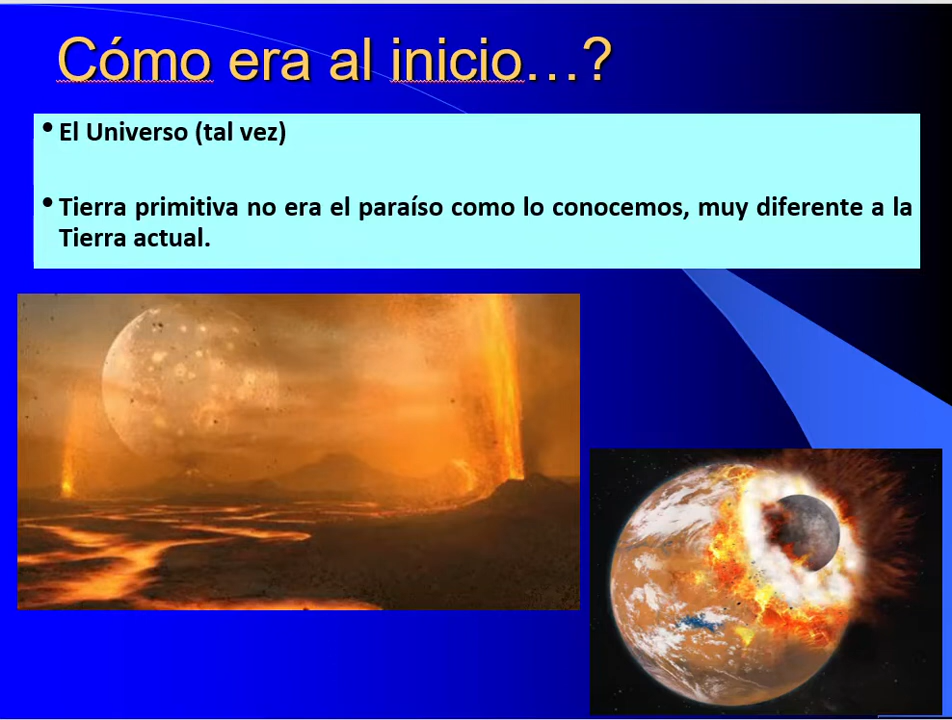 Cómo era al inicio…?
• El Universo (tal vez)
• Tierra primitiva no era el paraíso como lo conocemos, muy diferente a la
Tierra actual.